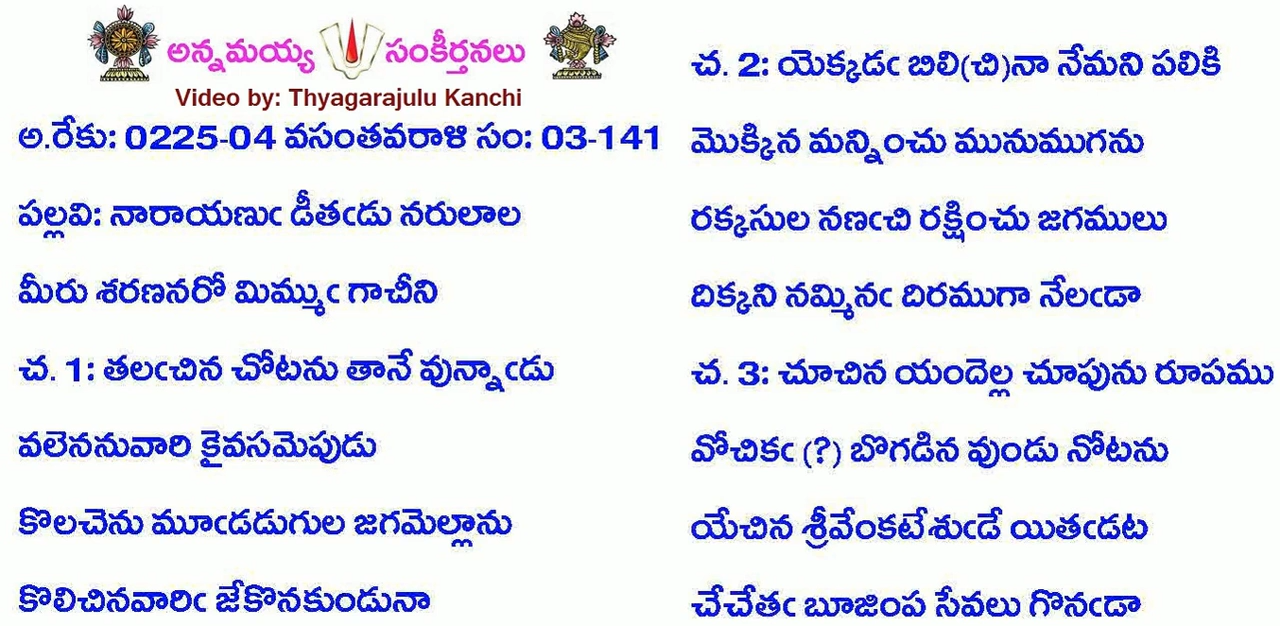 అన్నమయ్య సంకీర్తనలు
Video by: Thyagarajulu Kanchi
అ.రేకు: 0225-04 వసంతవరాళి సం: 03-141
పల్లవి: నారాయణుఁ డీతఁడు నరులాల
మీరు శరణనరో మిమ్ముఁ గాచీని
చ. 1: తలఁచిన చోటను తానే వున్నాఁడు
వలెననువారి కైవసమెపుడు
కొలచెను మూఁడడుగుల జగమెల్లాను
కొలిచినవారిఁ జేకొనకుండునా
చ. 2: యెక్కడఁ బిలి(చి)నా నేమని పలికి
మొక్కిన మన్నించు మునుముగను
రక్కసుల నణఁచి రక్షించు జగములు
దిక్కని నమ్మినఁ దిరముగా నేలఁడా
చ. 3: చూచిన యందెల్ల చూపును రూపము
వోచికఁ (?) బొగడిన వుండు నోటను
యేచిన శ్రీవేంకటేశుఁడే యితఁడట
చేచేతఁ బూజింప సేవలు గొనఁడా